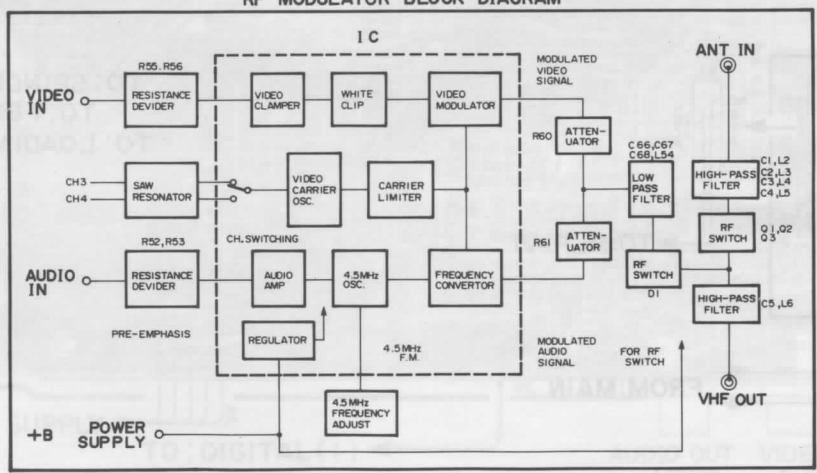 RF MODULATOR BLOCK DIAGRAM
IC
ANT IN
R55, R56
VIDEO IN
RESISTANCE DEVIDER
VIDEO CLAMPER
WHITE CLIP
VIDEO MODULATOR
MODULATED VIDEO SIGNAL
R60
ATTEN-UATOR
C66,C67
C68,L54
LOW PASS FILTER
HIGH-PASS FILTER
C1, L2
C2, L3
C3, L4
C4, L5
CH3
CH4
SAW RESONATOR
VIDEO CARRIER OSC.
CARRIER LIMITER
CH. SWITCHING
R61
ATTEN-UATOR
RF SWITCH
Q1, Q2
Q3
RF SWITCH
D1
R52, R53
AUDIO IN
RESISTANCE DEVIDER
AUDIO AMP
4.5MHz OSC.
FREQUENCY CONVERTOR
HIGH-PASS FILTER
C5, L6
PRE-EMPHASIS
REGULATOR
4.5MHz F.M.
MODULATED AUDIO SIGNAL
FOR RF SWITCH
4.5MHz FREQUENCY ADJUST
VHF OUT
+B
POWER SUPPLY